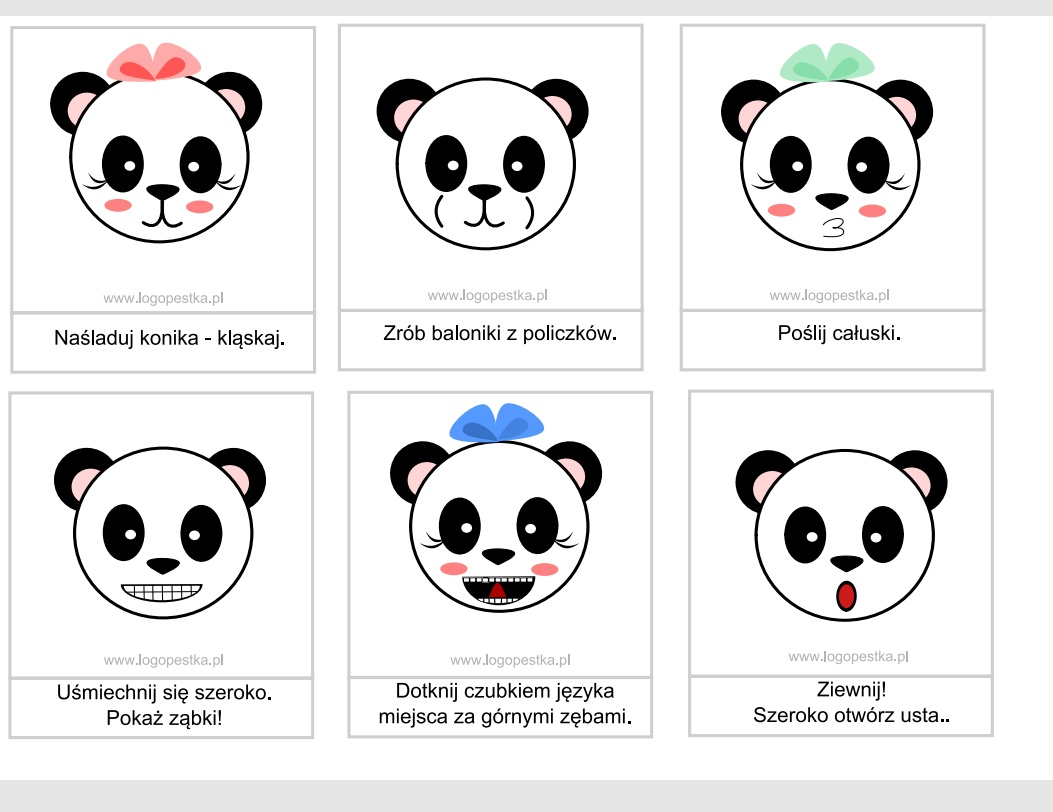 www.logopestka.pl
Naśladuj konika - kląskaj.
www.logopestka.pl
Zrób baloniki z policzków.
www.logopestka.pl
Poślij całuski.
www.logopestka.pl
Uśmiechnij się szeroko.
Pokaż ząbki!
www.logopestka.pl
Dotknij czubkiem języka
miejsca za górnymi zębami.
www.logopestka.pl
Ziewnij!
Szeroko otwórz usta..